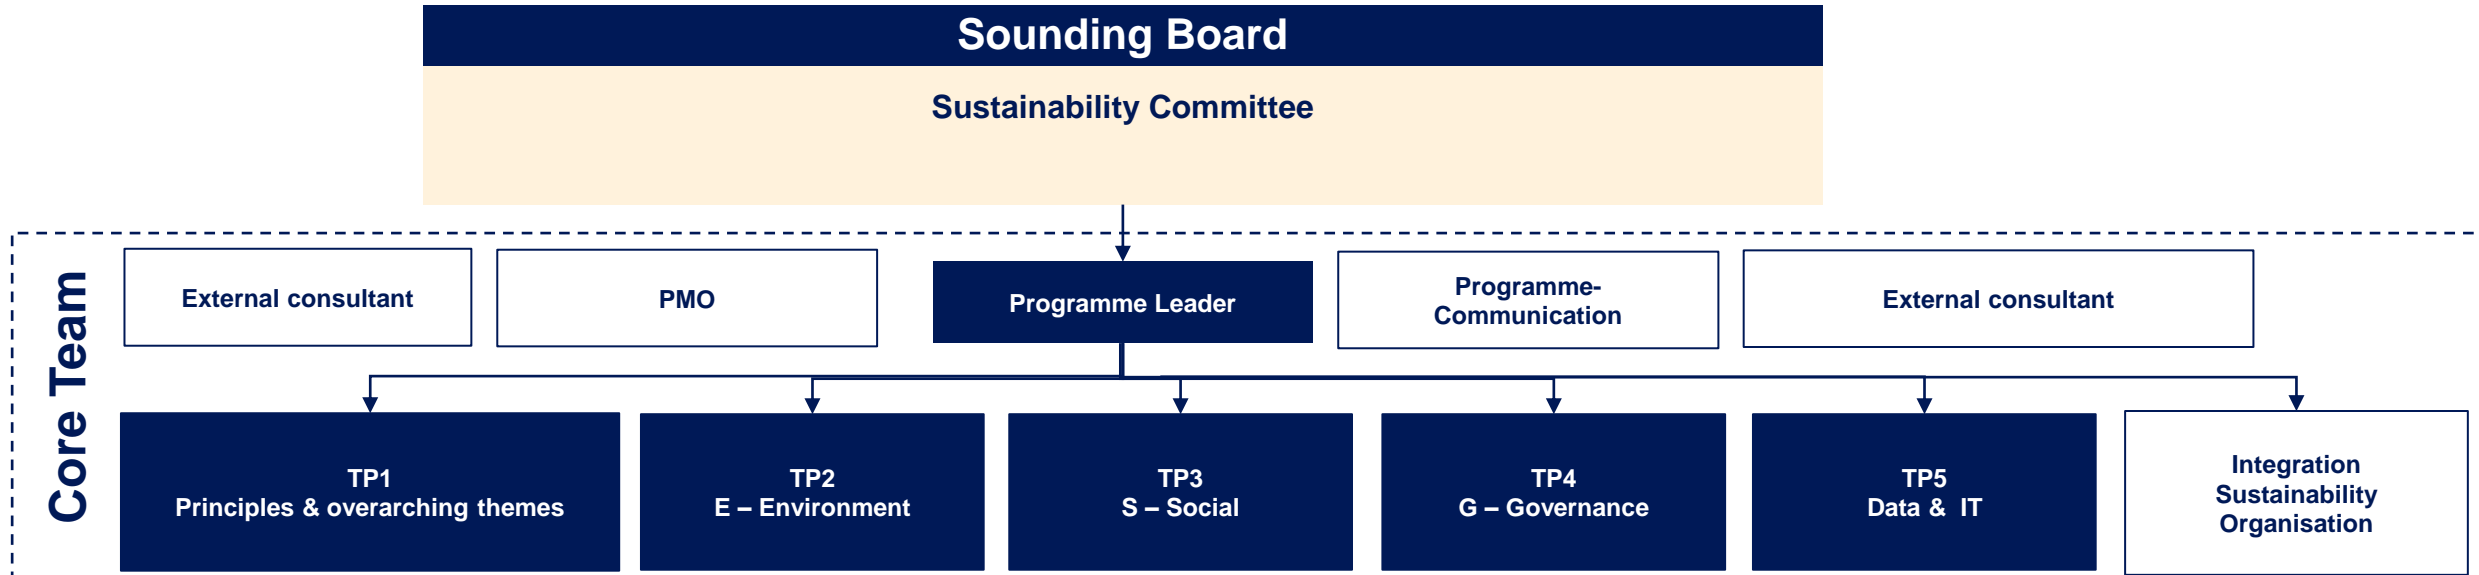 Sounding Board
Sustainability Committee
Core Team
External consultant
PMO
Programme Leader
Programme-
Communication
External consultant
TP1
Principles & overarching themes
TP2
E – Environment
TP3
S – Social
TP4
G – Governance
TP5
Data & IT
Integration
Sustainability
Organisation